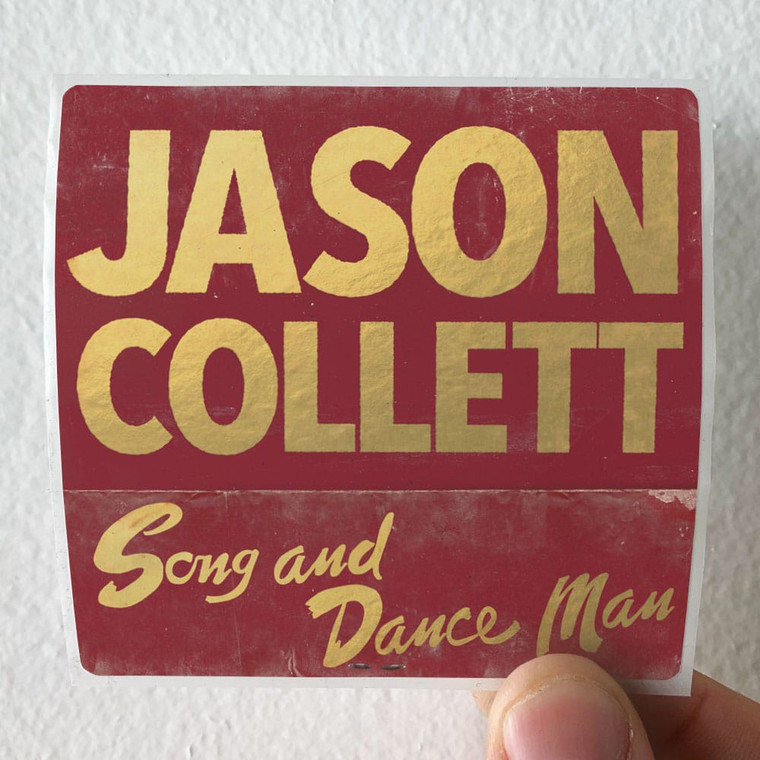 JASON
COLLETT
Song and
Dance Man